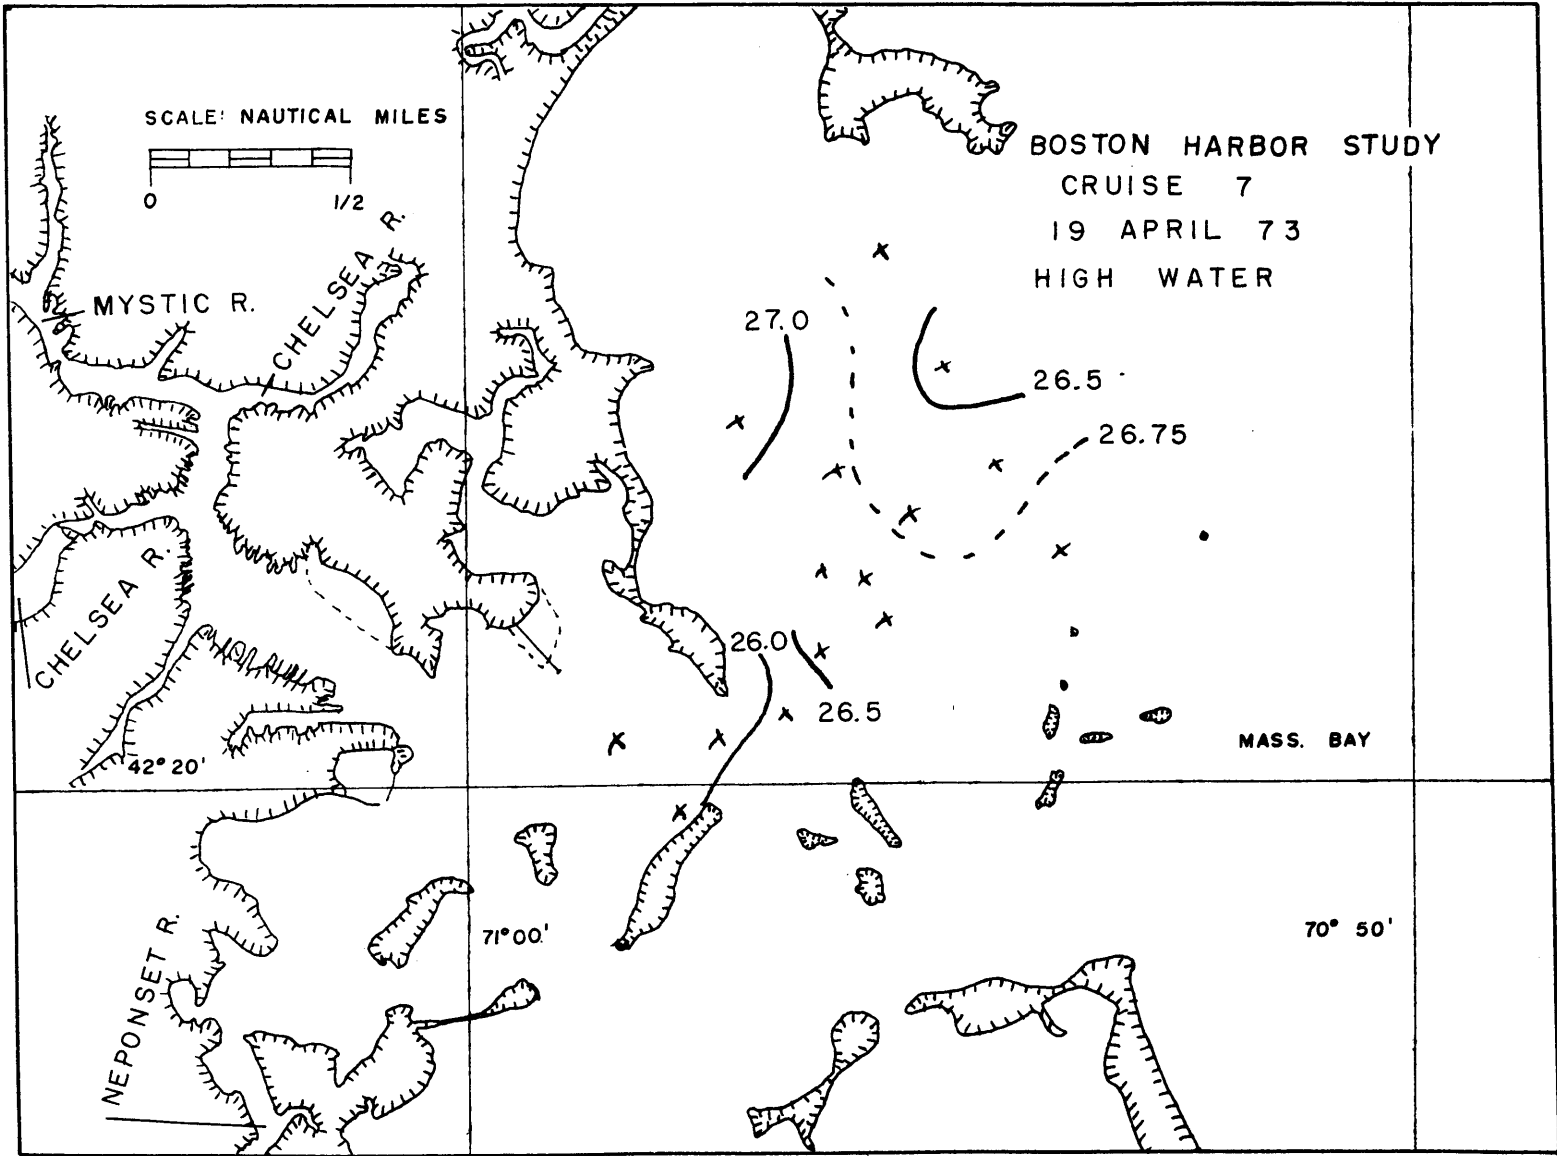 SCALE: NAUTICAL MILES
0 1/2
BOSTON HARBOR STUDY
CRUISE 7
19 APRIL 73
HIGH WATER
MYSTIC R.
CHELSEA R.
27.0
26.5
26.75
CHELSEA R.
26.0
26.5
MASS. BAY
42° 20'
71° 00'
70° 50'
NEPONSET R.